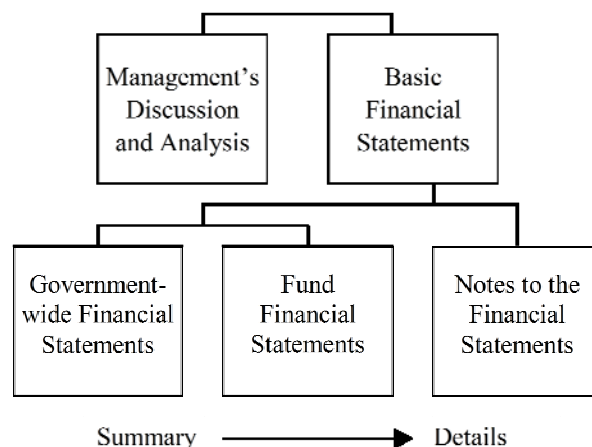 Management’s
Discussion
and Analysis
Basic
Financial
Statements
Government-
wide Financial
Statements
Fund
Financial
Statements
Notes to the
Financial
Statements
Summary
Details